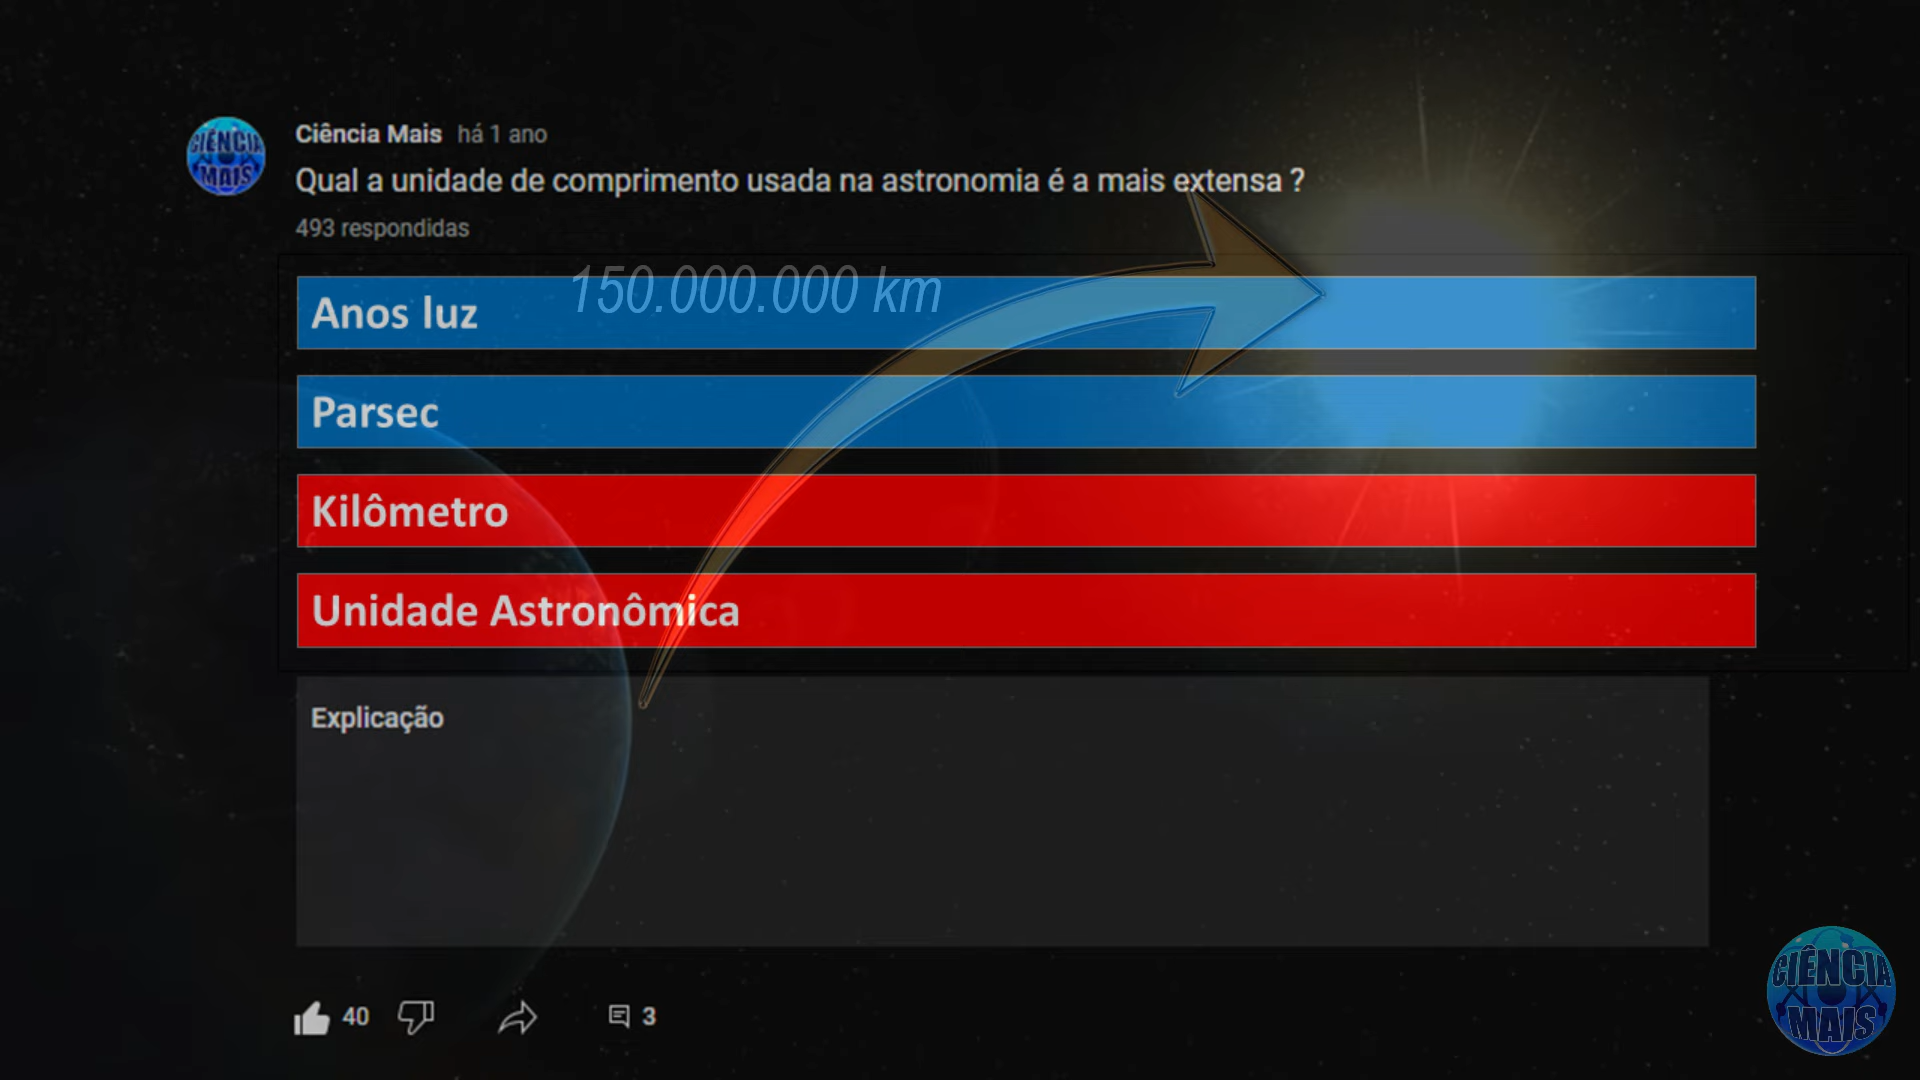 CIÊNCIA
MAIS
Ciência Mais há 1 ano
Qual a unidade de comprimento usada na astronomia é a mais extensa ?
493 respondidas
150.000.000 km
Anos luz
Parsec
Kilômetro
Unidade Astronômica
Explicação
40
3
CIÊNCIA
MAIS